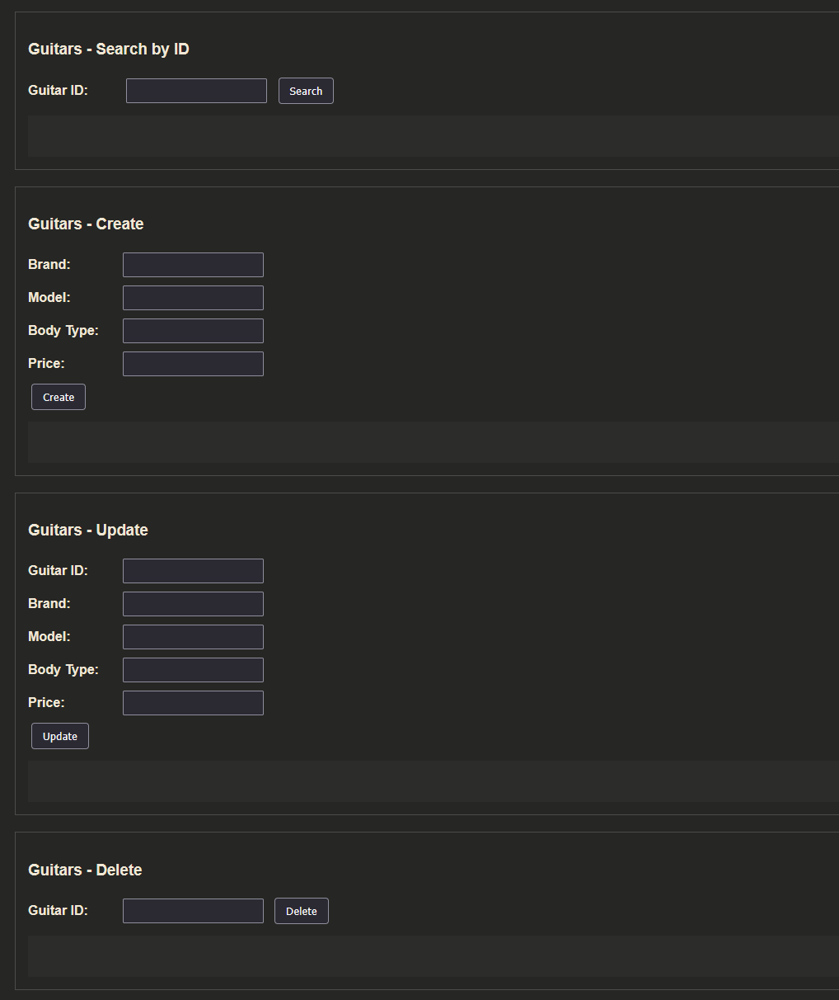 Guitars - Search by ID
Guitar ID: Search
Guitars - Create
Brand:
Model:
Body Type:
Price:
Create
Guitars - Update
Guitar ID:
Brand:
Model:
Body Type:
Price:
Update
Guitars - Delete
Guitar ID: Delete